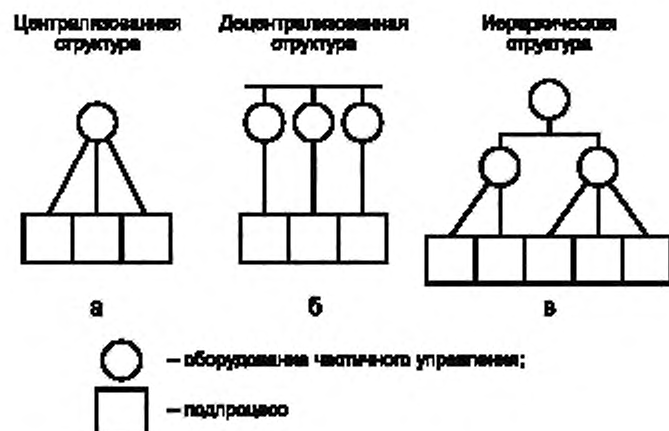 Централизованная
структура
Децентрализованная
структура
Иерархическая
структура
а
б
в
– оборудование частичного управления;
– подпроцесс